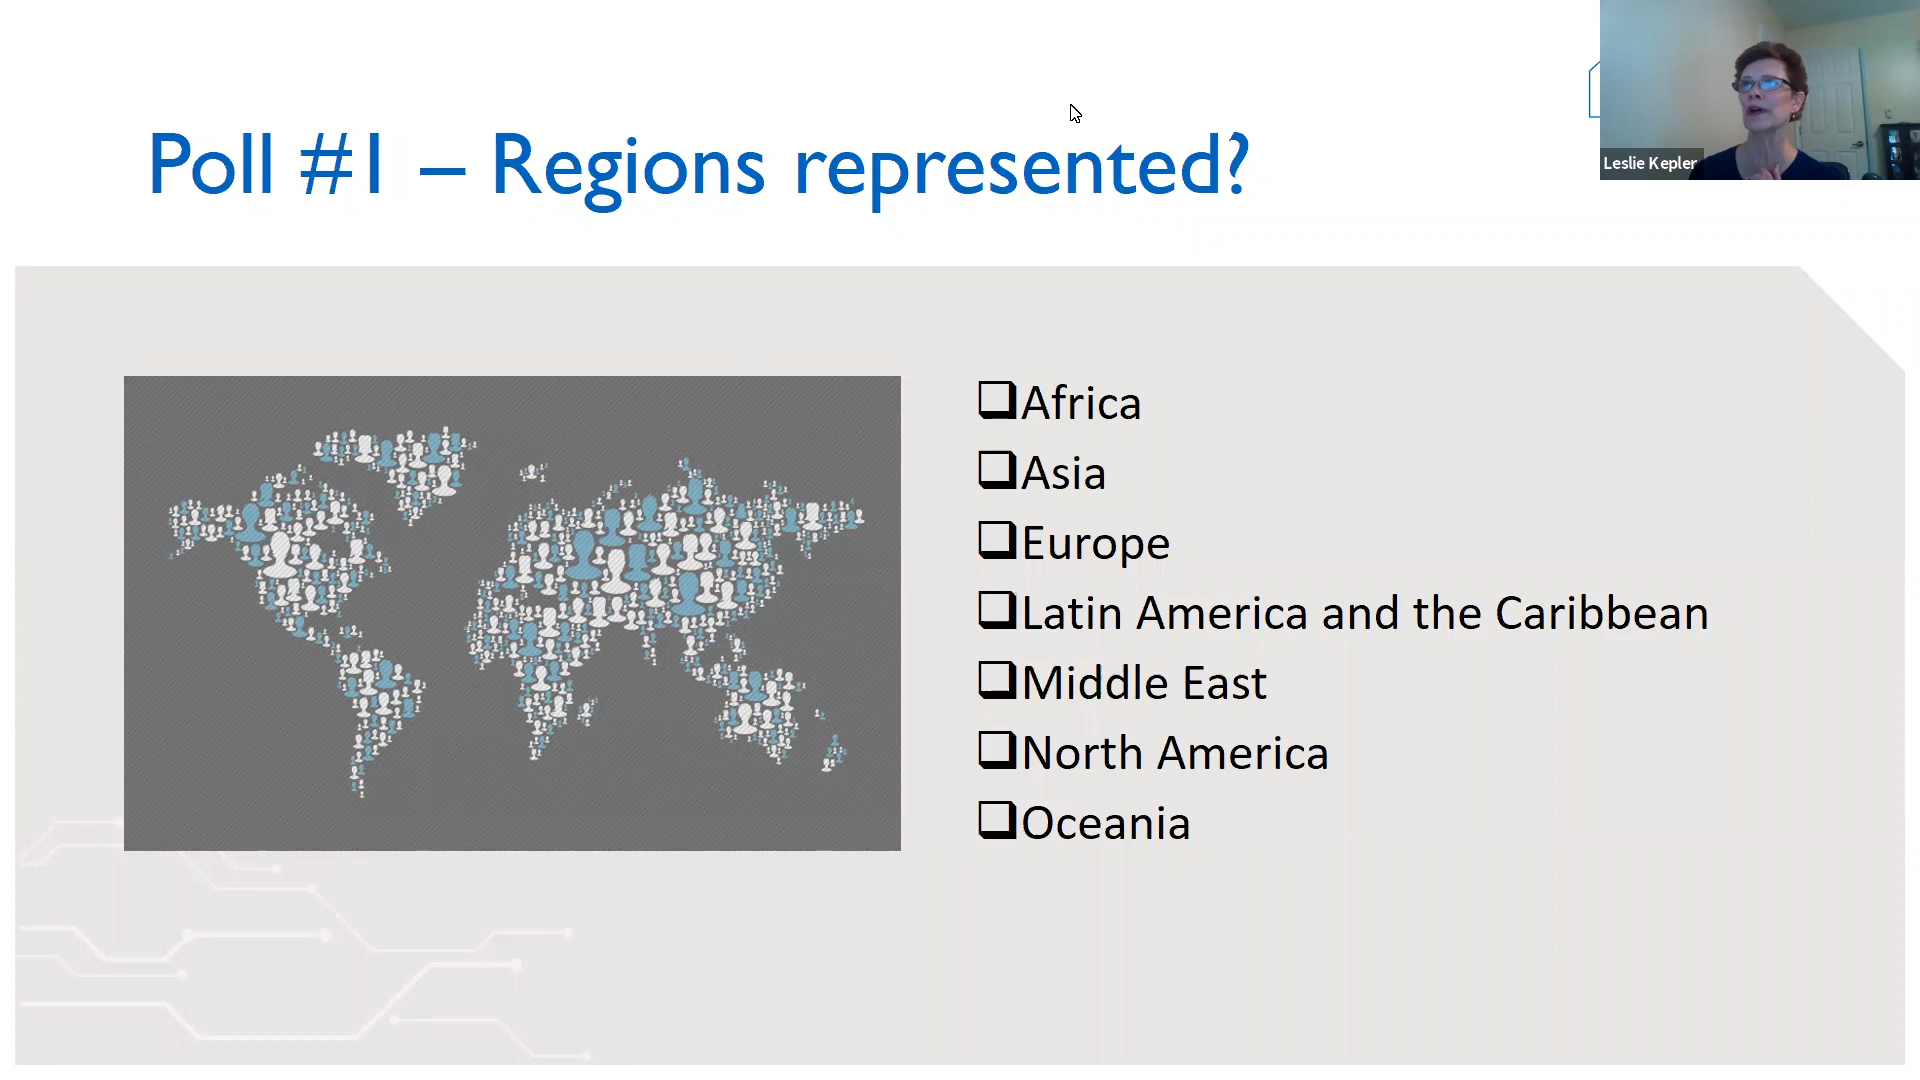 Poll #1 – Regions represented?
Leslie Kepler
Africa
Asia
Europe
Latin America and the Caribbean
Middle East
North America
Oceania